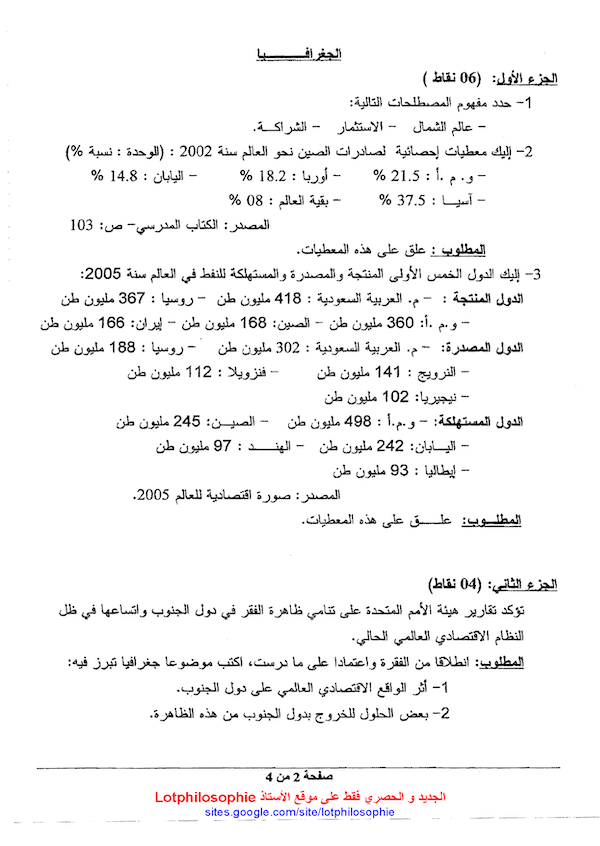 الجغرافـــــــيا
الجزء الأول: (06 نقاط )
1- حدد مفهوم المصطلحات التالية:
- عالم الشمال - الاستثمار - الشراكـــة.
2- إليك معطيات إحصائية لصادرات الصين نحو العالم سنة 2002 : (الوحدة : نسبة %)
- و. م .أ : 21.5 % - أوربا : 18.2 % - اليابان : 14.8 %
- آسيــا : 37.5 % - بقية العالم : 08 %
المصدر: الكتاب المدرسي- ص: 103
المطلوب : علق على هذه المعطيات.
3- إليك الدول الخمس الأولى المنتجة والمصدرة والمستهلكة للنفط في العالم سنة 2005:
الدول المنتجة : - م. العربية السعودية : 418 مليون طن - روسيا : 367 مليون طن
- و.م .أ: 360 مليون طن - الصين: 168 مليون طن - إيران: 166 مليون طن
الدول المصدرة: - م. العربية السعودية : 302 مليون طن - روسيا : 188 مليون طن
- النرويج : 141 مليون طن - فنزويلا : 112 مليون طن
- نيجيريا: 102 مليون طن
الدول المستهلكة: - و.م.أ : 498 مليون طن - الصيــن: 245 مليون طن
- اليــابان: 242 مليون طن - الهنـــد : 97 مليون طن
- إيطاليا : 93 مليون طن
المصدر: صورة اقتصادية للعالم 2005.
المطلــوب: علــــق على هذه المعطيات.
الجزء الثاني: (04 نقاط)
تؤكد تقارير هيئة الأمم المتحدة على تنامي ظاهرة الفقر في دول الجنوب واتساعها في ظل
النظام الاقتصادي العالمي الحالي.
المطلوب: انطلاقا من الفقرة واعتمادا على ما درست، اكتب موضوعا جغرافيا تبرز فيه:
1- أثر الواقع الاقتصادي العالمي على دول الجنوب.
2- بعض الحلول للخروج بدول الجنوب من هذه الظاهرة.
صفحة 2 من 4
الجديد و الحصري فقط على موقع الأستاذ Lotphilosophie
sites.google.com/site/lotphilosophie